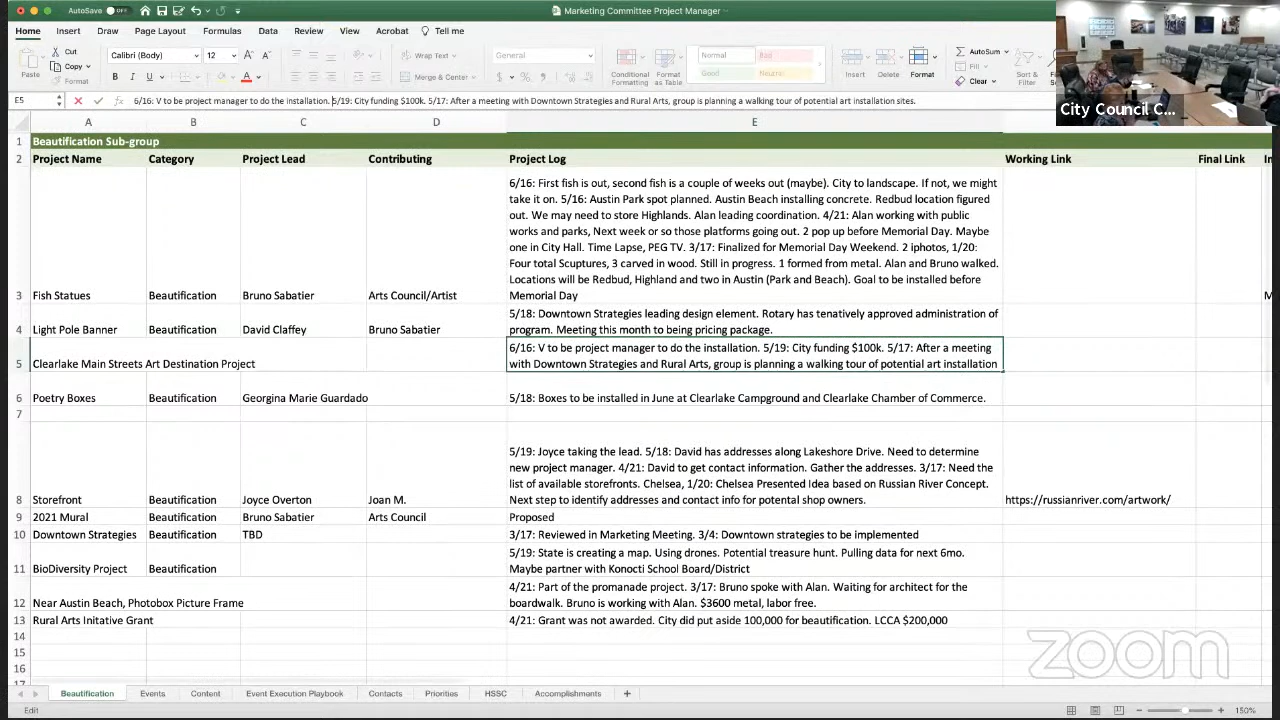 AutoSave OFF
Marketing Committee Project Manager
Home Insert Draw Page Layout Formulas Data Review View Acrobat Tell me
Paste
Cut
Copy
Format
Calibri (Body) 12
Wrap Text
Merge & Center
General
Conditional Formatting
Format as Table
Normal Bad
Good Neutral
Insert Delete Format
AutoSum
Fill
Clear
Sort & Filter
City Council C...
E5 fx 6/16: V to be project manager to do the installation. 5/19: City funding $100k. 5/17: After a meeting with Downtown Strategies and Rural Arts, group is planning a walking tour of potential art installation sites.
A B C D E
1 Beautification Sub-group
2 Project Name Category Project Lead Contributing Project Log Working Link Final Link
6/16: First fish is out, second fish is a couple of weeks out (maybe). City to landscape. If not, we might
take it on. 5/16: Austin Park spot planned. Austin Beach installing concrete. Redbud location figured
out. We may need to store Highlands. Alan leading coordination. 4/21: Alan working with public
works and parks, Next week or so those platforms going out. 2 pop up before Memorial Day. Maybe
one in City Hall. Time Lapse, PEG TV. 3/17: Finalized for Memorial Day Weekend. 2 iphotos, 1/20:
Four total Scuptures, 3 carved in wood. Still in progress. 1 formed from metal. Alan and Bruno walked.
Locations will be Redbud, Highland and two in Austin (Park and Beach). Goal to be installed before
3 Fish Statues Beautification Bruno Sabatier Arts Council/Artist Memorial Day
5/18: Downtown Strategies leading design element. Rotary has tenatively approved administration of
4 Light Pole Banner Beautification David Claffey Bruno Sabatier program. Meeting this month to being pricing package.
6/16: V to be project manager to do the installation. 5/19: City funding $100k. 5/17: After a meeting
5 Clearlake Main Streets Art Destination Project with Downtown Strategies and Rural Arts, group is planning a walking tour of potential art installation
6 Poetry Boxes Beautification Georgina Marie Guardado 5/18: Boxes to be installed in June at Clearlake Campground and Clearlake Chamber of Commerce.
7
5/19: Joyce taking the lead. 5/18: David has addresses along Lakeshore Drive. Need to determine
new project manager. 4/21: David to get contact information. Gather the addresses. 3/17: Need the
list of available storefronts. Chelsea, 1/20: Chelsea Presented Idea based on Russian River Concept.
8 Storefront Beautification Joyce Overton Joan M. Next step to identify addresses and contact info for potental shop owners. https://russianriver.com/artwork/
9 2021 Mural Beautification Bruno Sabatier Arts Council Proposed
10 Downtown Strategies Beautification TBD 3/17: Reviewed in Marketing Meeting. 3/4: Downtown strategies to be implemented
5/19: State is creating a map. Using drones. Potential treasure hunt. Pulling data for next 6mo.
11 BioDiversity Project Beautification Maybe partner with Konocti School Board/District
4/21: Part of the promanade project. 3/17: Bruno spoke with Alan. Waiting for architect for the
12 Near Austin Beach, Photobox Picture Frame boardwalk. Bruno is working with Alan. $3600 metal, labor free.
13 Rural Arts Initative Grant 4/21: Grant was not awarded. City did put aside 100,000 for beautification. LCCA $200,000
14
15
16
zoom
Beautification Events Content Event Execution Playbook Contacts Priorities HSSC Accomplishments +
Edit 150%